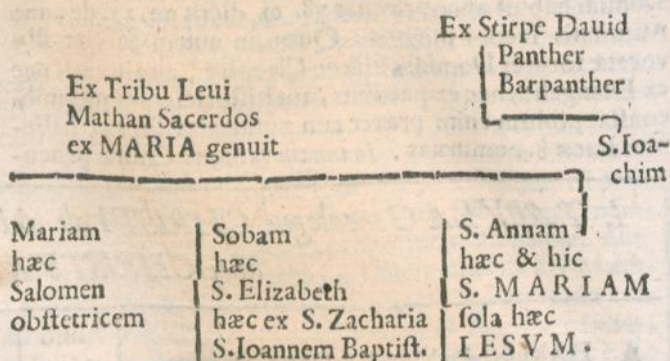 Ex Stirpe Dauid
Panther
Barpanther
S. Ioa-
chim
Ex Tribu Leui
Mathan Sacerdos
ex MARIA genuit
Mariam
hæc
Salomen
obſtetricem
Sobam
hæc
S. Elizabeth
hæc ex S. Zacharia
S. Ioannem Baptiſt.
S. Annam
hæc & hic
S. MARIAM
ſola hæc
IESVM.